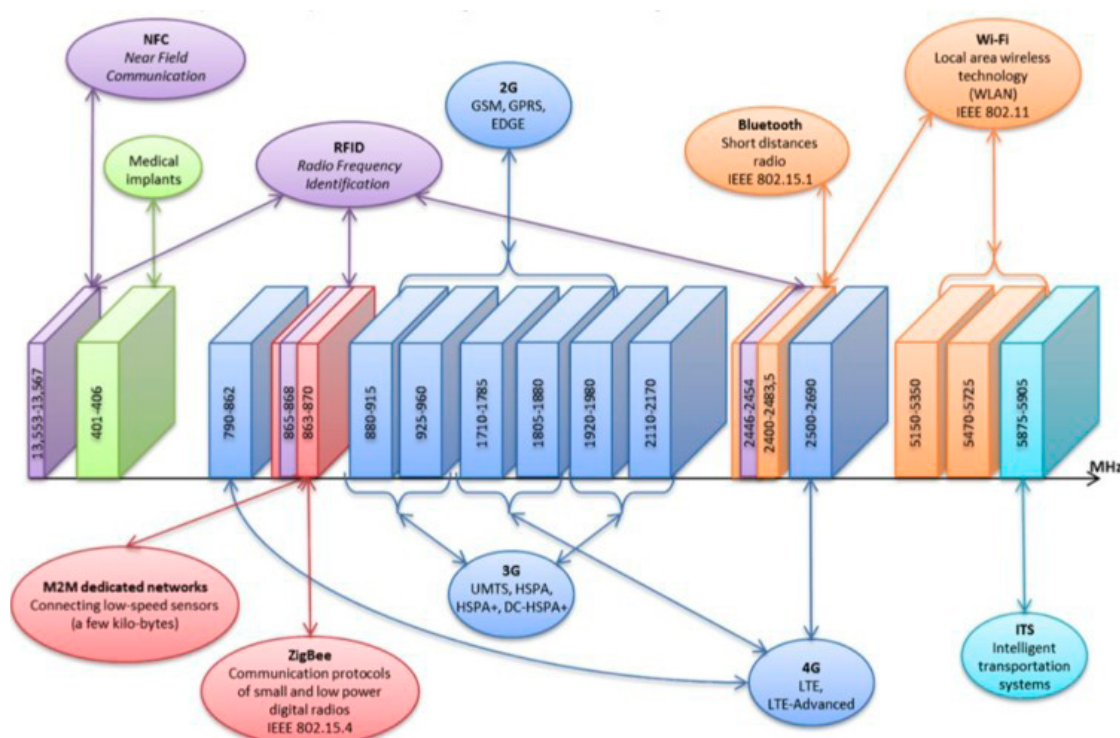 NFC
Near Field
Communication
Medical
implants
RFID
Radio Frequency
Identification
2G
GSM, GPRS,
EDGE
Bluetooth
Short distances
radio
IEEE 802.15.1
Wi-Fi
Local area wireless
technology
(WLAN)
IEEE 802.11
13,553-13,567
401-406
790-862
865-868
863-870
880-915
925-960
1710-1785
1805-1880
1920-1980
2110-2170
2446-2454
2400-2483,5
2500-2690
5150-5350
5470-5725
5875-5905
MHz
M2M dedicated networks
Connecting low-speed sensors
(a few kilo-bytes)
ZigBee
Communication protocols
of small and low power
digital radios
IEEE 802.15.4
3G
UMTS, HSPA,
HSPA+, DC-HSPA+
4G
LTE,
LTE-Advanced
ITS
Intelligent
transportation
systems